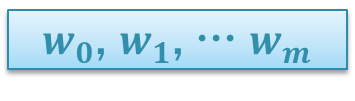 w₀, w₁, ⋯ wₘ